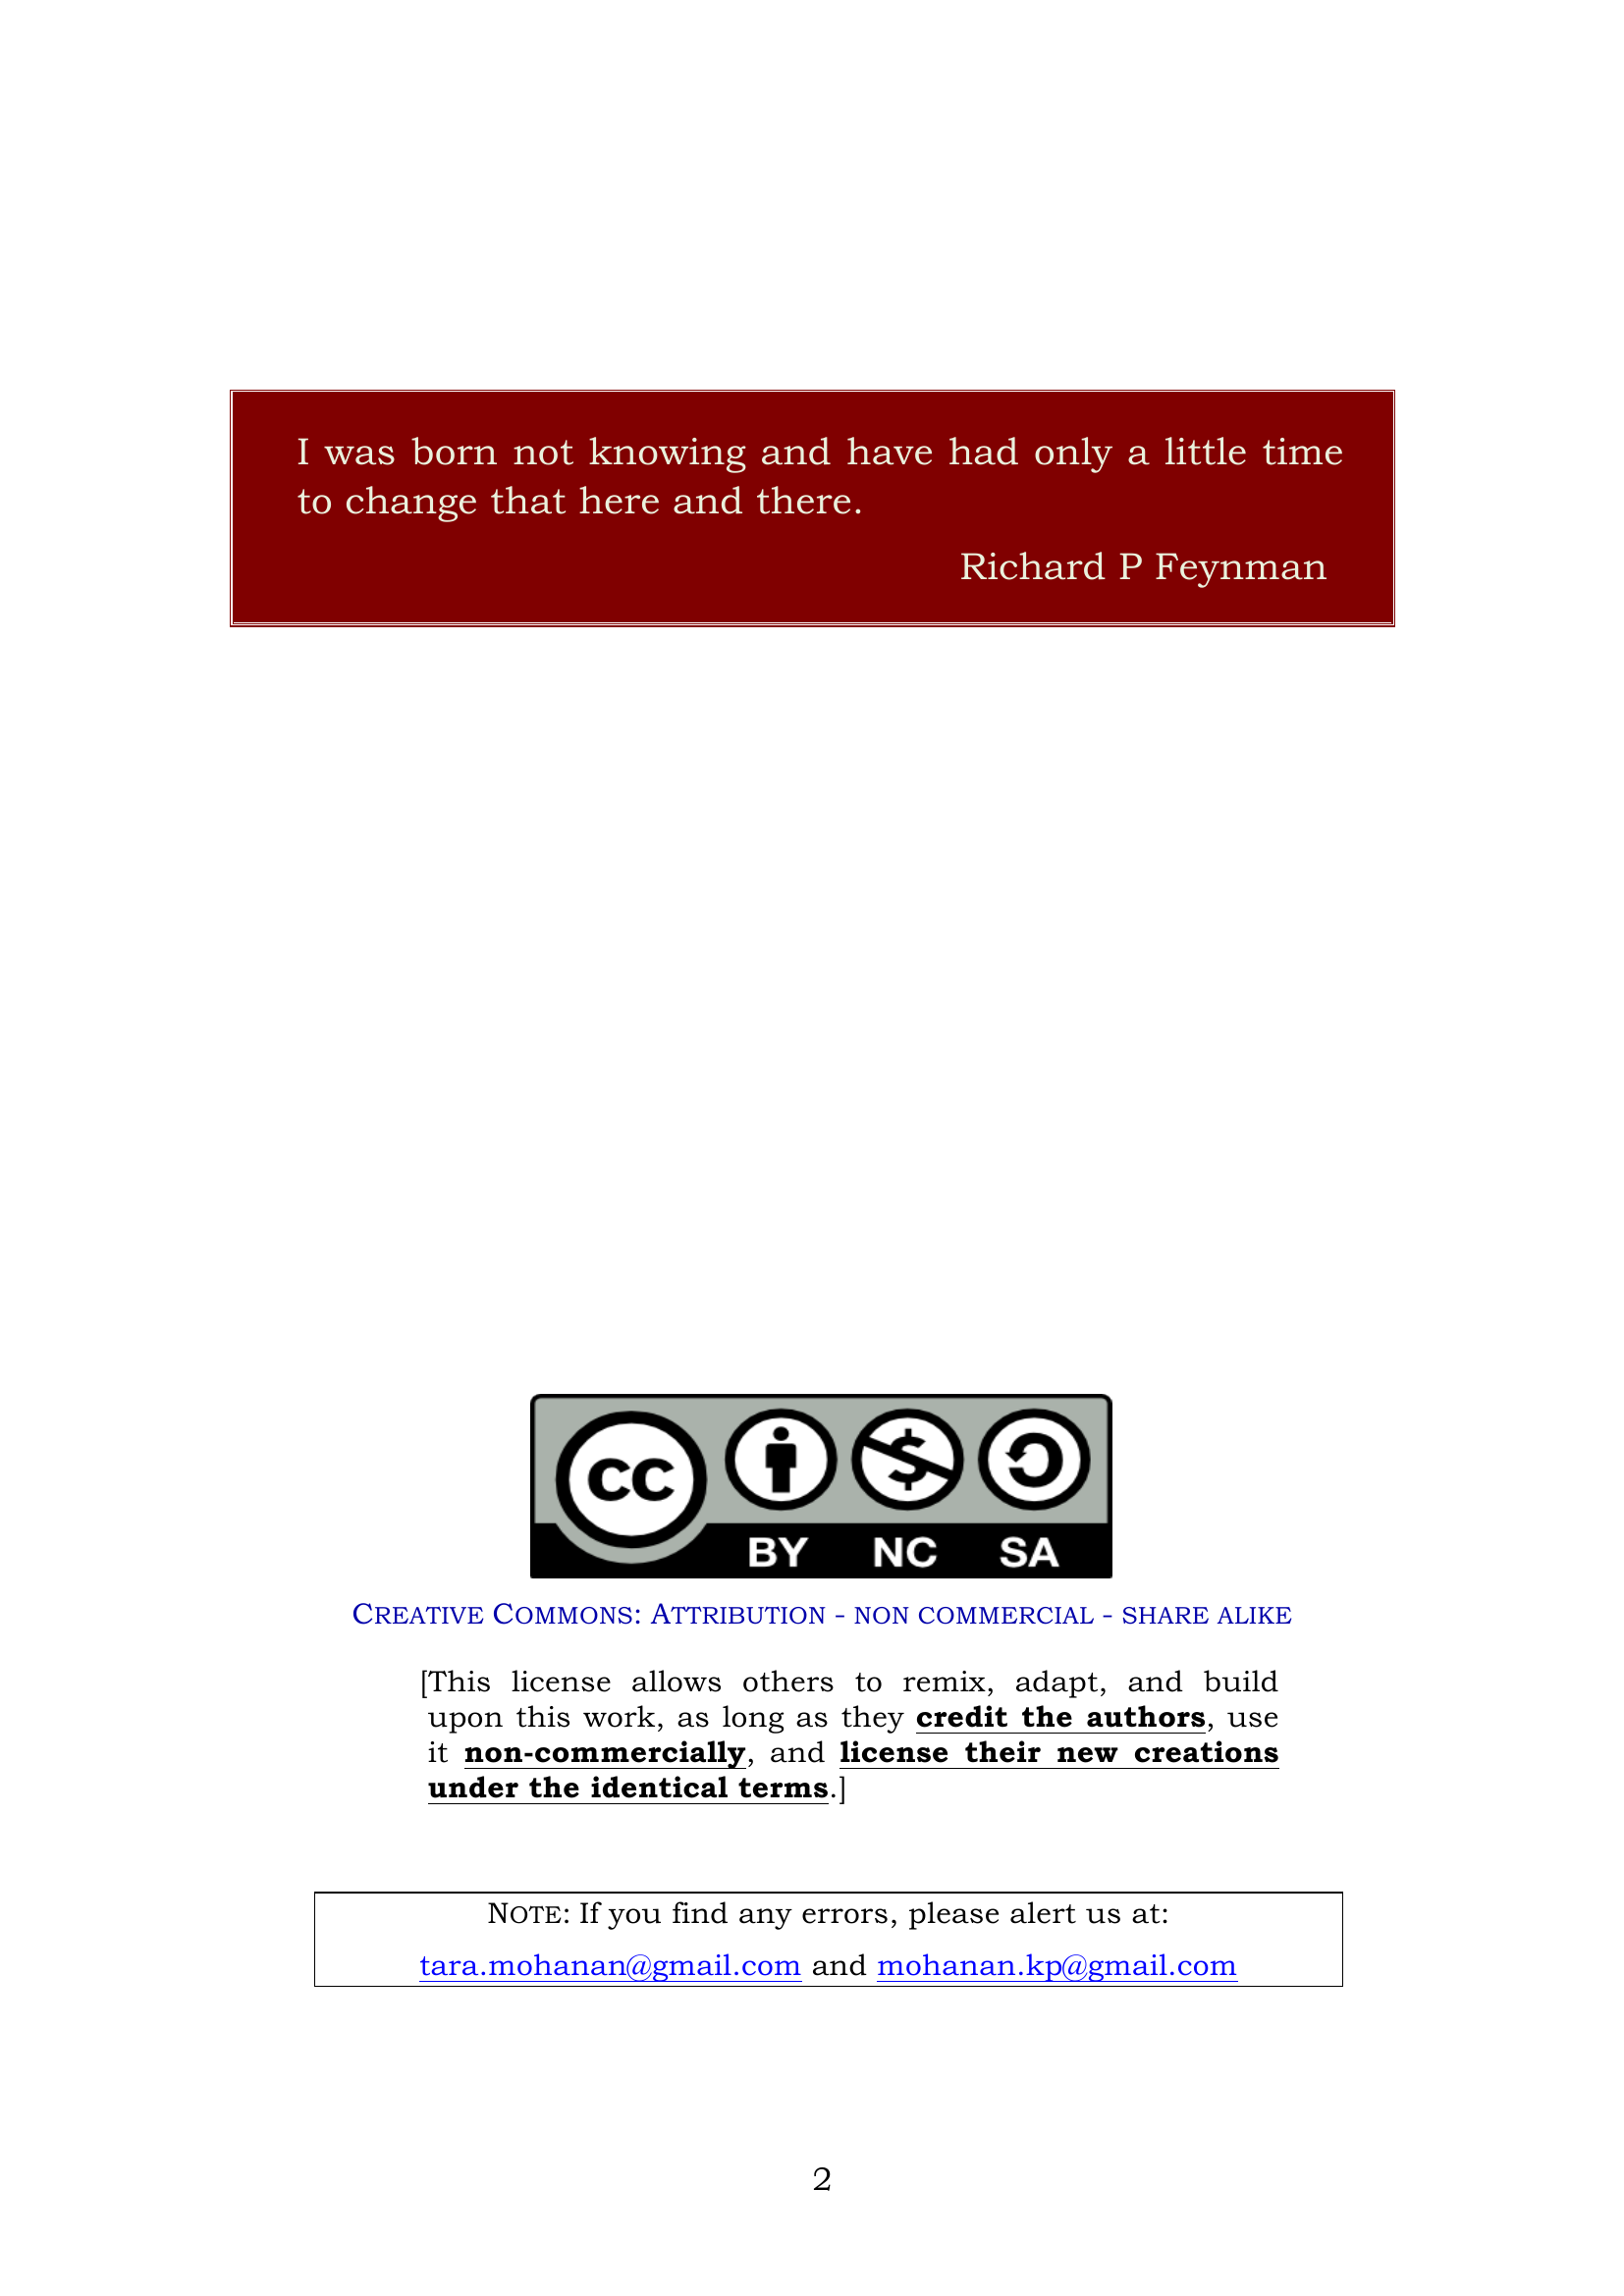 I was born not knowing and have had only a little time
to change that here and there.
Richard P Feynman
CC
BY NC SA
CREATIVE COMMONS: ATTRIBUTION - NON COMMERCIAL - SHARE ALIKE
[This license allows others to remix, adapt, and build
upon this work, as long as they credit the authors, use
it non-commercially, and license their new creations
under the identical terms.]
NOTE: If you find any errors, please alert us at:
tara.mohanan@gmail.com and mohanan.kp@gmail.com
2